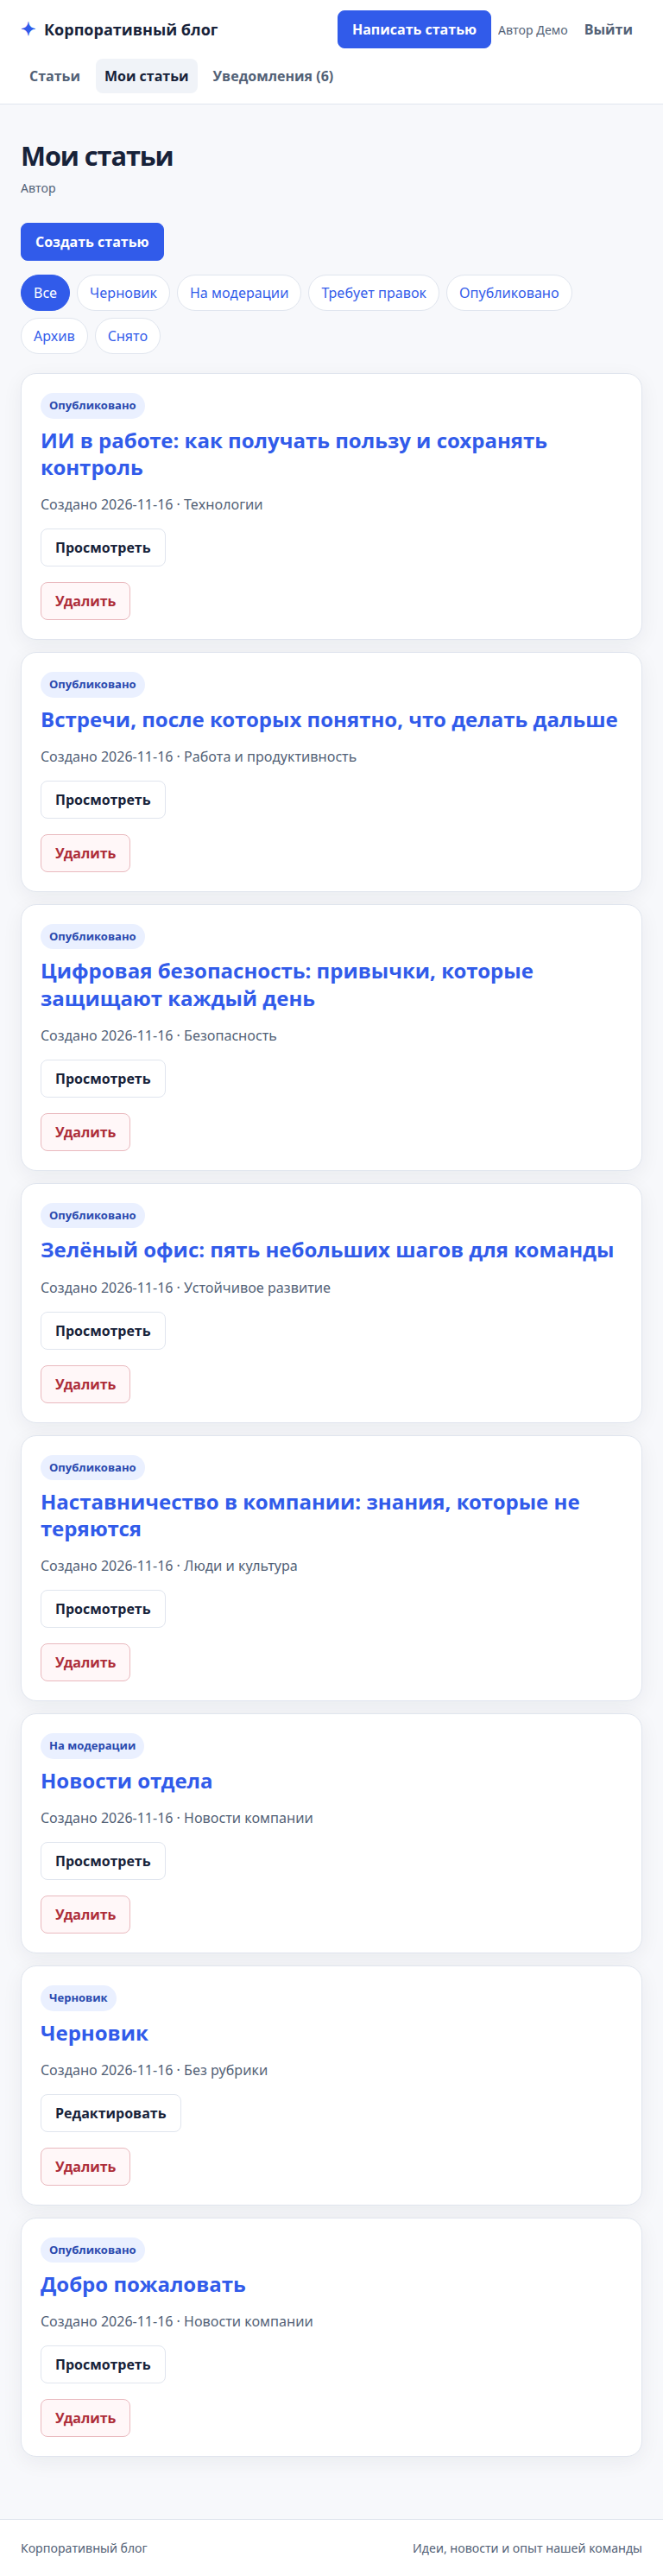 Корпоративный блог
Написать статью
Автор Демо
Выйти
Статьи
Мои статьи
Уведомления (6)
Мои статьи
Автор
Создать статью
Все
Черновик
На модерации
Требует правок
Опубликовано
Архив
Снято
Опубликовано
ИИ в работе: как получать пользу и сохранять
контроль
Создано 2026-11-16 · Технологии
Просмотреть
Удалить
Опубликовано
Встречи, после которых понятно, что делать дальше
Создано 2026-11-16 · Работа и продуктивность
Просмотреть
Удалить
Опубликовано
Цифровая безопасность: привычки, которые
защищают каждый день
Создано 2026-11-16 · Безопасность
Просмотреть
Удалить
Опубликовано
Зелёный офис: пять небольших шагов для команды
Создано 2026-11-16 · Устойчивое развитие
Просмотреть
Удалить
Опубликовано
Наставничество в компании: знания, которые не
теряются
Создано 2026-11-16 · Люди и культура
Просмотреть
Удалить
На модерации
Новости отдела
Создано 2026-11-16 · Новости компании
Просмотреть
Удалить
Черновик
Черновик
Создано 2026-11-16 · Без рубрики
Редактировать
Удалить
Опубликовано
Добро пожаловать
Создано 2026-11-16 · Новости компании
Просмотреть
Удалить
Корпоративный блог
Идеи, новости и опыт нашей команды